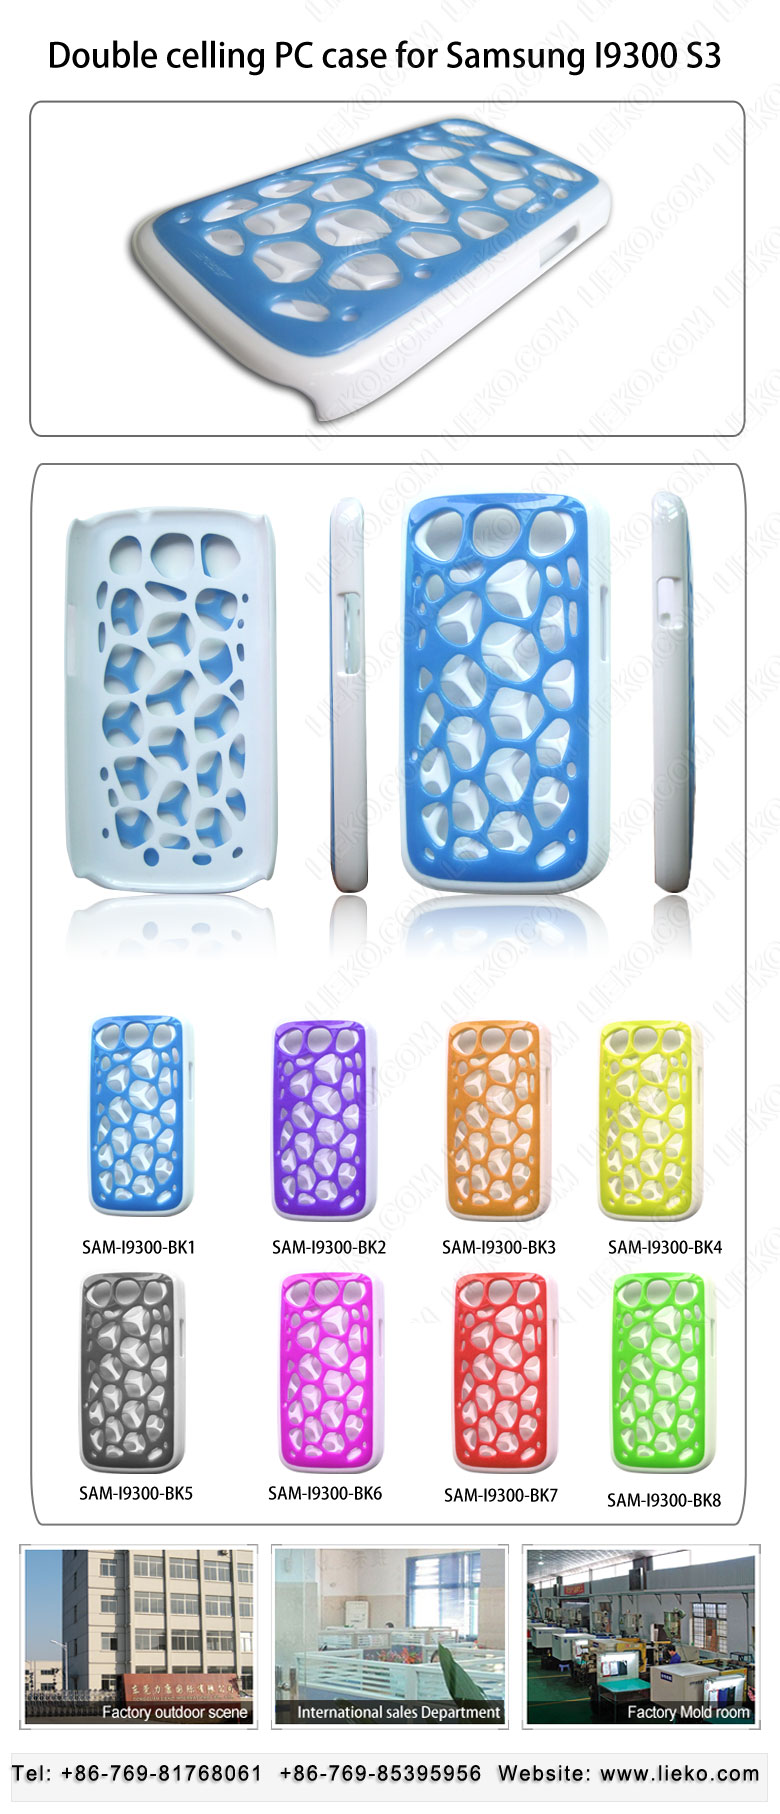 Double celling PC case for Samsung I9300 S3
LIEKO.COM
SAM-I9300-BK1
SAM-I9300-BK2
SAM-I9300-BK3
SAM-I9300-BK4
SAM-I9300-BK5
SAM-I9300-BK6
SAM-I9300-BK7
SAM-I9300-BK8
Factory outdoor scene
International sales Department
Factory Mold room
Tel: +86-769-81768061 +86-769-85395956 Website: www.lieko.com